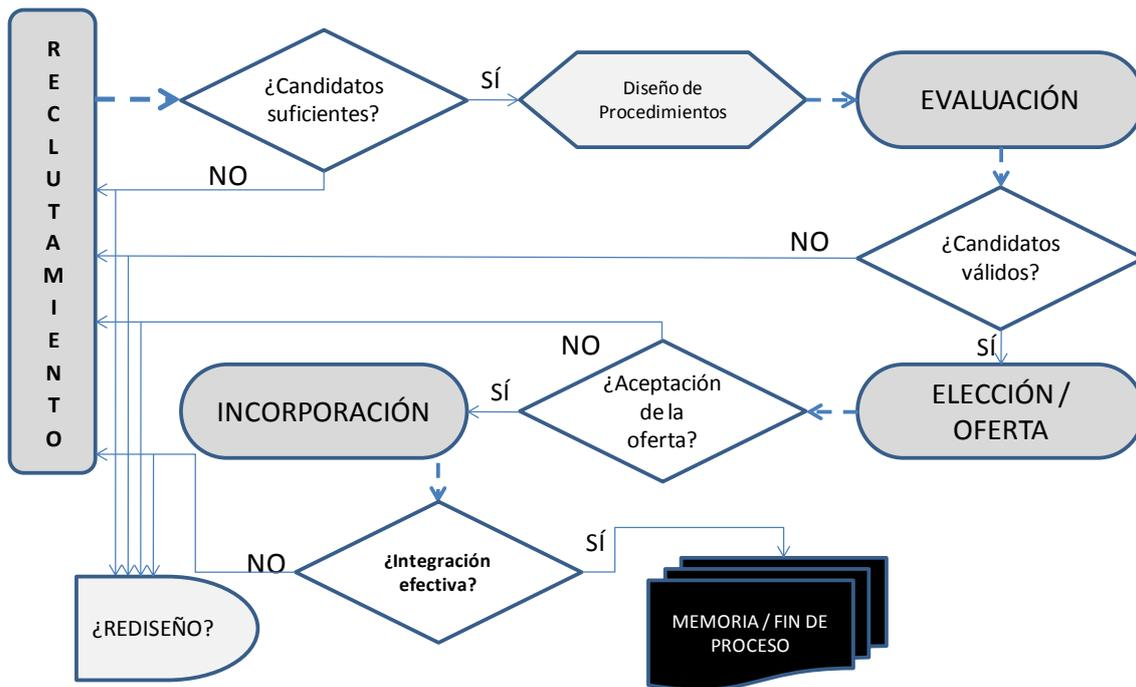 RECLUTAMIENTO
¿Candidatos
suficientes?
SÍ
Diseño de
Procedimientos
EVALUACIÓN
NO
NO
¿Candidatos
válidos?
SÍ
NO
¿Aceptación
de la
oferta?
SÍ
INCORPORACIÓN
ELECCIÓN /
OFERTA
NO
¿Integración
efectiva?
SÍ
¿REDISEÑO?
MEMORIA / FIN DE
PROCESO